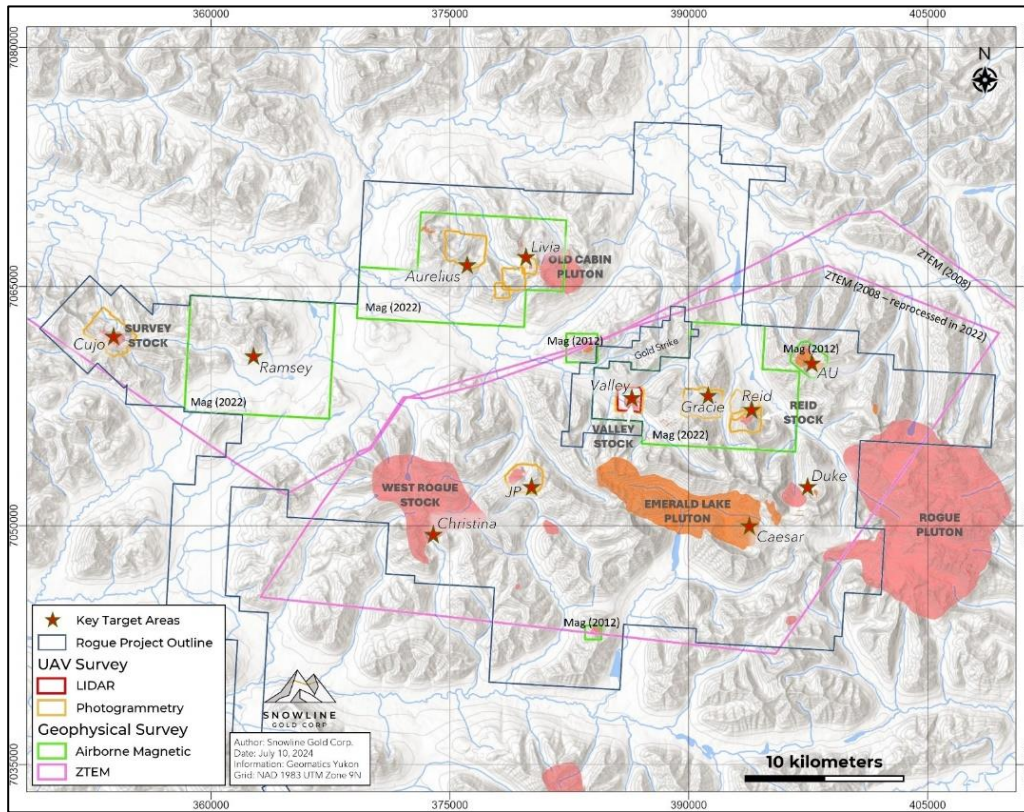 360000
375000
390000
405000
7080000
N
ZTEM (2008)
ZTEM (2008 – reprocessed in 2022)
Livia
OLD CABIN
PLUTON
Aurelius
7065000
Mag (2022)
SURVEY
STOCK
Cujo
Ramsey
Mag (2022)
Mag (2012)
Gold Strike
Mag (2012)
AU
Valley
Gracie
Reid
REID
STOCK
VALLEY
STOCK
Mag (2022)
WEST ROGUE
STOCK
JP
Duke
EMERALD LAKE
PLUTON
ROGUE
PLUTON
Christina
Caesar
7050000
Mag (2012)
Key Target Areas
Rogue Project Outline
UAV Survey
LIDAR
Photogrammetry
Geophysical Survey
Airborne Magnetic
ZTEM
SNOWLINE
GOLD CORP
Author: Snowline Gold Corp.
Date: July 10, 2024
Information: Geomatics Yukon
Grid: NAD 1983 UTM Zone 9N
10 kilometers
7035000
360000
375000
390000
405000